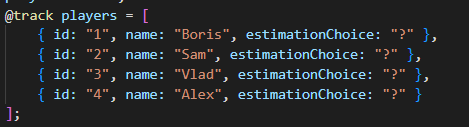 @track players = [
{ id: "1", name: "Boris", estimationChoice: "?" },
{ id: "2", name: "Sam", estimationChoice: "?" },
{ id: "3", name: "Vlad", estimationChoice: "?" },
{ id: "4", name: "Alex", estimationChoice: "?" }
];